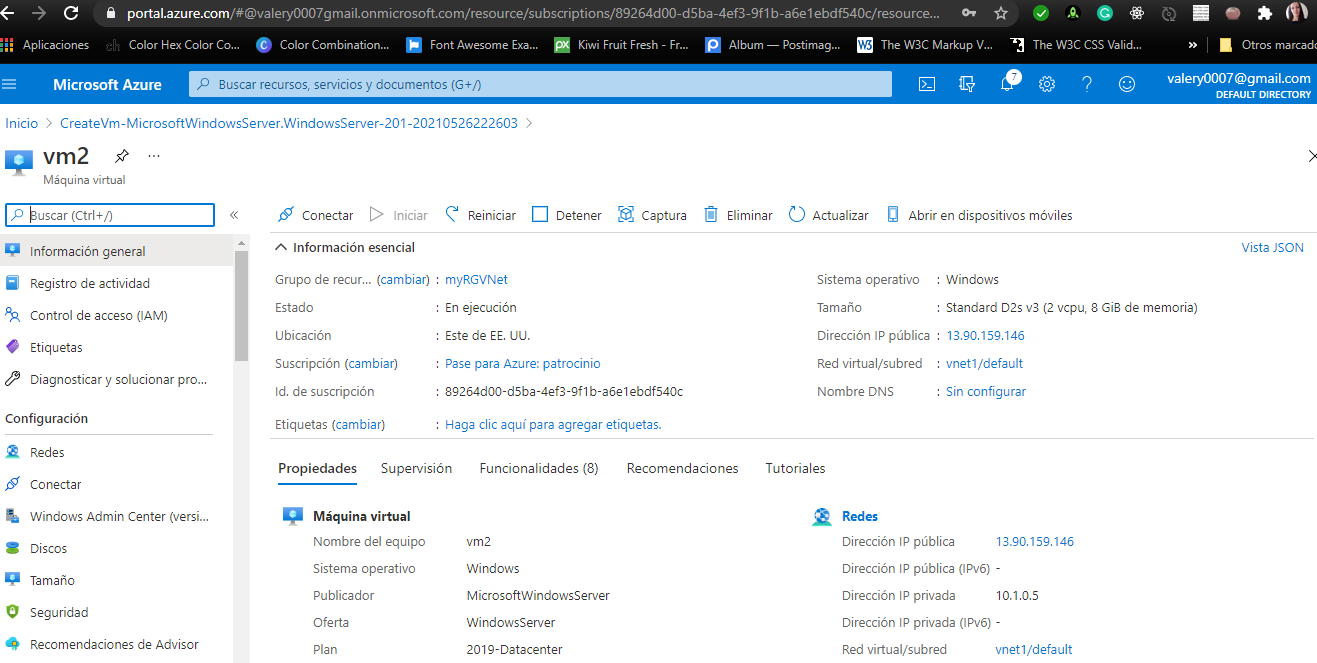 portal.azure.com/#@valery0007gmail.onmicrosoft.com/resource/subscriptions/89264d00-d5ba-4ef3-9f1b-a6e1ebdf540c/resource...
Aplicaciones Color Hex Color Co... Color Combination... Font Awesome Exa... Kiwi Fruit Fresh - Fr... Album — Postimag... The W3C Markup V... The W3C CSS Valid... » Otros marcado
Microsoft Azure Buscar recursos, servicios y documentos (G+/) 7 valery0007@gmail.com
DEFAULT DIRECTORY
Inicio > CreateVm-MicrosoftWindowsServer.WindowsServer-201-20210526222603 >
vm2 ...
Máquina virtual
Buscar (Ctrl+/) «
Conectar Iniciar Reiniciar Detener Captura Eliminar Actualizar Abrir en dispositivos móviles
Información general
Registro de actividad
Control de acceso (IAM)
Etiquetas
Diagnosticar y solucionar pro...
Configuración
Redes
Conectar
Windows Admin Center (versi...
Discos
Tamaño
Seguridad
Recomendaciones de Advisor
Información esencial Vista JSON
Grupo de recur... (cambiar) : myRGVNet
Estado : En ejecución
Ubicación : Este de EE. UU.
Suscripción (cambiar) : Pase para Azure: patrocinio
Id. de suscripción : 89264d00-d5ba-4ef3-9f1b-a6e1ebdf540c
Etiquetas (cambiar) : Haga clic aquí para agregar etiquetas.
Sistema operativo : Windows
Tamaño : Standard D2s v3 (2 vcpu, 8 GiB de memoria)
Dirección IP pública : 13.90.159.146
Red virtual/subred : vnet1/default
Nombre DNS : Sin configurar
Propiedades Supervisión Funcionalidades (8) Recomendaciones Tutoriales
Máquina virtual
Nombre del equipo vm2
Sistema operativo Windows
Publicador MicrosoftWindowsServer
Oferta WindowsServer
Plan 2019-Datacenter
Redes
Dirección IP pública 13.90.159.146
Dirección IP pública (IPv6) -
Dirección IP privada 10.1.0.5
Dirección IP privada (IPv6) -
Red virtual/subred vnet1/default